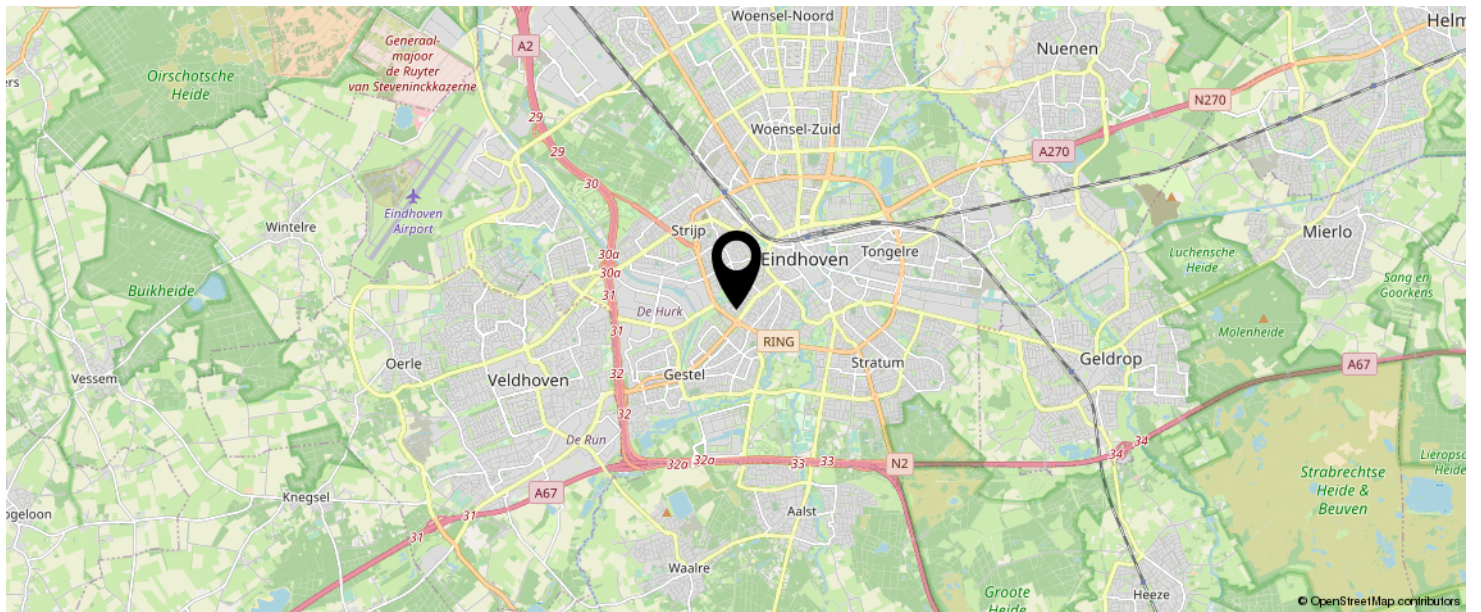 Woensel-Noord
Helm
A2
Generaal-
majoor
de Ruyter
van Steveninckkazerne
Nuenen
Oirschotsche
Heide
ers
N270
29
Woensel-Zuid
29
A270
30
Eindhoven
Airport
Wintelre
Strijp
Tongelre
Mierlo
30a
Eindhoven
Luchensche
Heide
30a
Buikheide
31
Sang en
Goorkens
De Hurk
31
Molenheide
RING
Oerle
Stratum
Geldrop
A67
32
Gestel
Vessem
Veldhoven
32
De Run
34
34
32a
32a
33
33
N2
Lieropsc
Heide
Strabrechtse
Heide &
Beuven
A67
Knegsel
31
ogeloon
Aalst
31
Waalre
Groote Heide
Heeze
© OpenStreetMap contributors